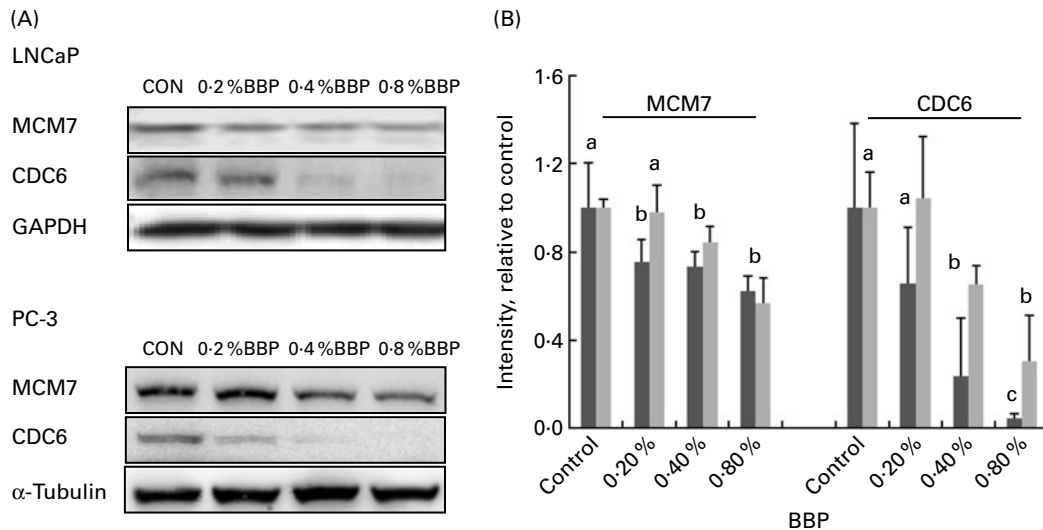 (A)
LNCaP
CON 0·2 %BBP 0·4 %BBP 0·8 %BBP
MCM7
CDC6
GAPDH
PC-3
CON 0·2 %BBP 0·4 %BBP 0·8 %BBP
MCM7
CDC6
α-Tubulin
(B)
Intensity, relative to control
1·6
1·2
0·8
0·4
0·0
MCM7
CDC6
a
b
a
b
b
a
a
b
c
b
Control
0·20 %
0·40 %
0·80 %
Control
0·20 %
0·40 %
0·80 %
BBP